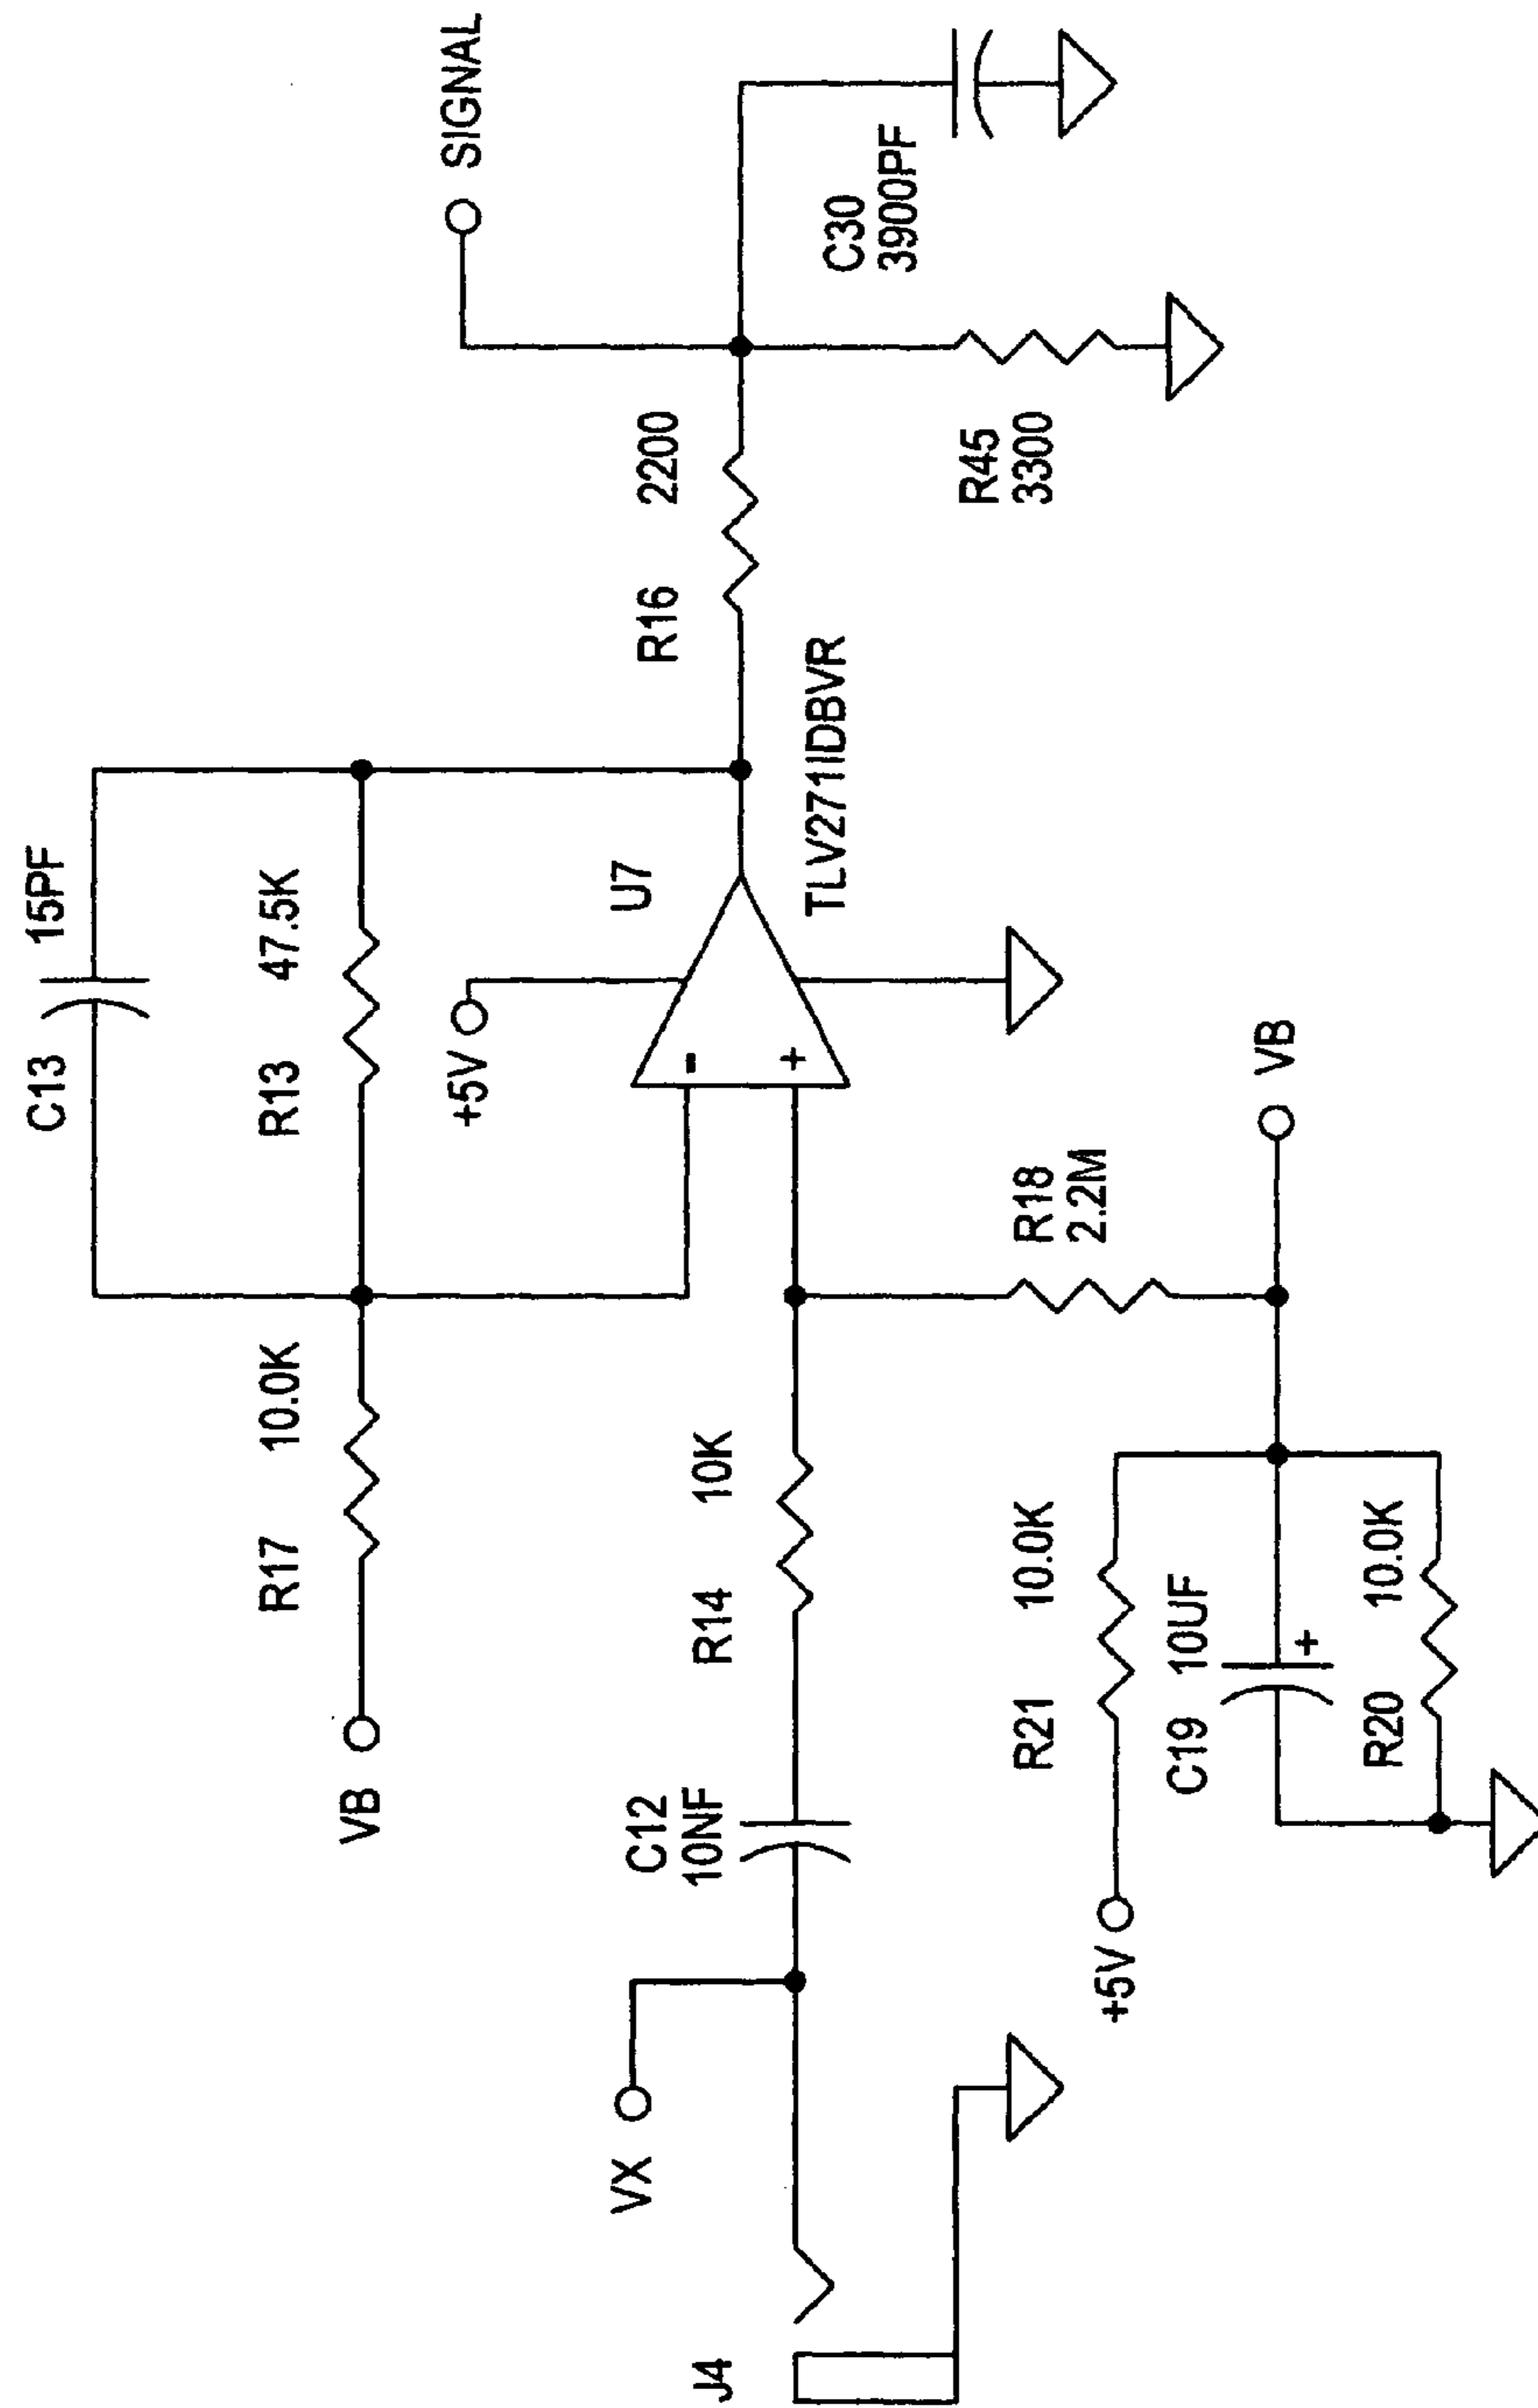 C13 15PF
R13 47.5K
R17 10.0K
VB
+5V
U7
-
+
TLV271IDBVR
R16 2200
SIGNAL
C30
3900PF
R45
3300
VX
J4
C12
10NF
R14 10K
R18
2.2M
VB
+5V
R21 10.0K
C19 10UF
+
R20 10.0K